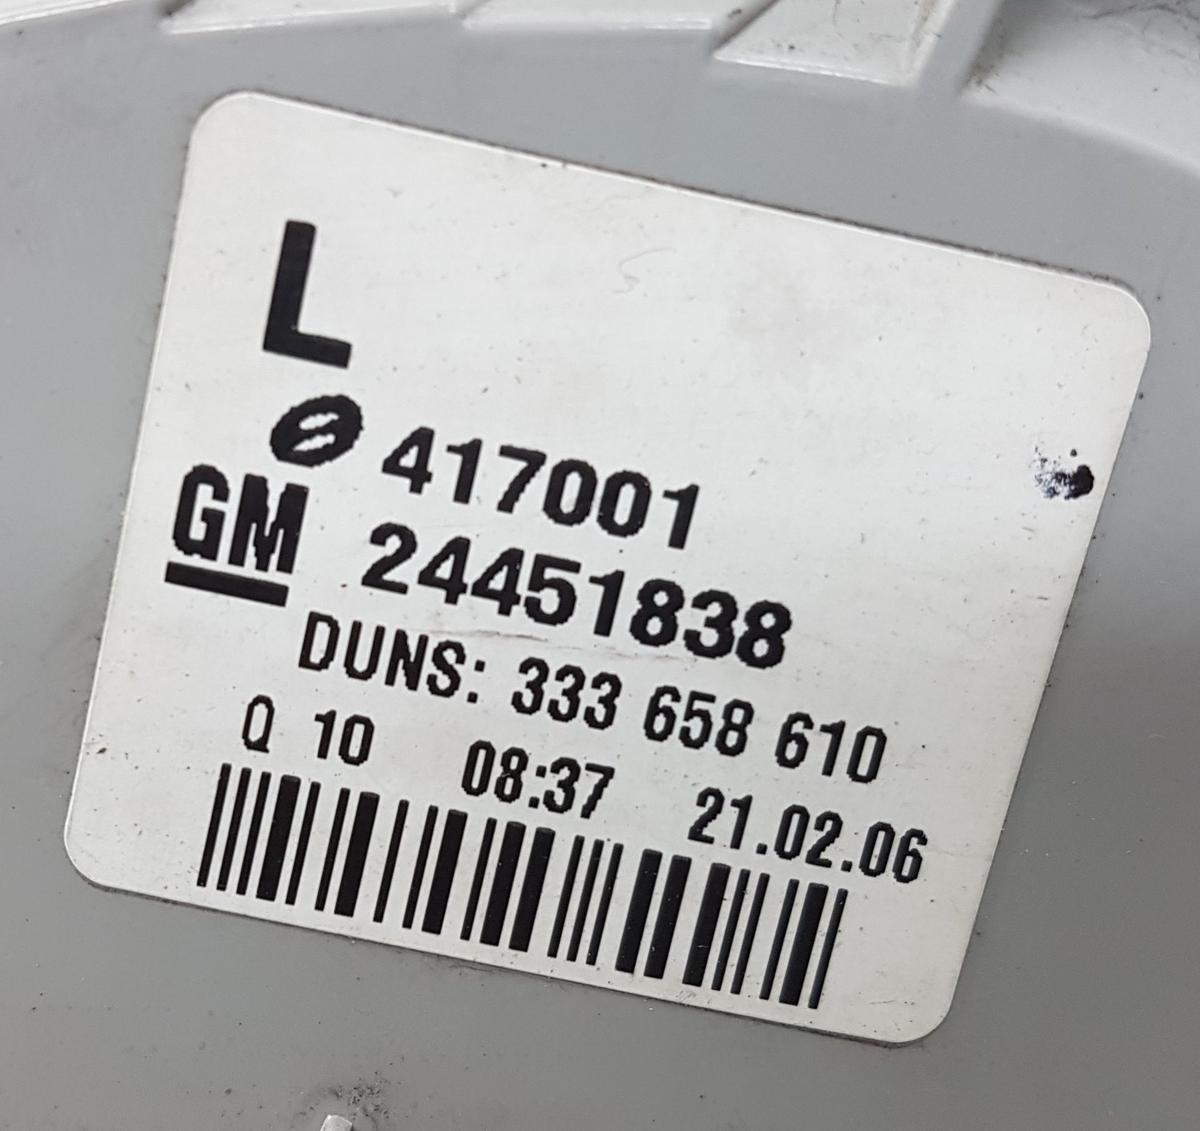 L
417001
GM 24451838
DUNS: 333 658 610
Q 10 08:37 21.02.06